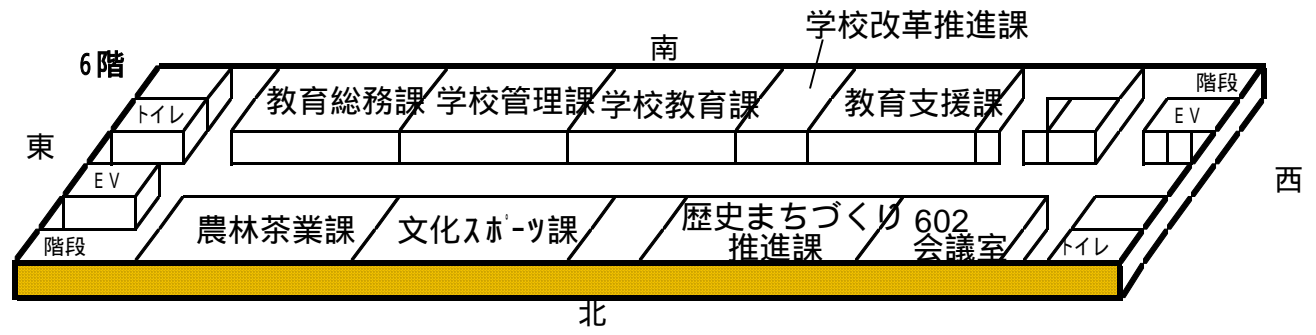 学校改革推進課
南
6階
階段
教育総務課
学校管理課
学校教育課
教育支援課
トイレ
EV
東
EV
西
農林茶業課
文化スポーツ課
歴史まちづくり
推進課
602
会議室
階段
トイレ
北